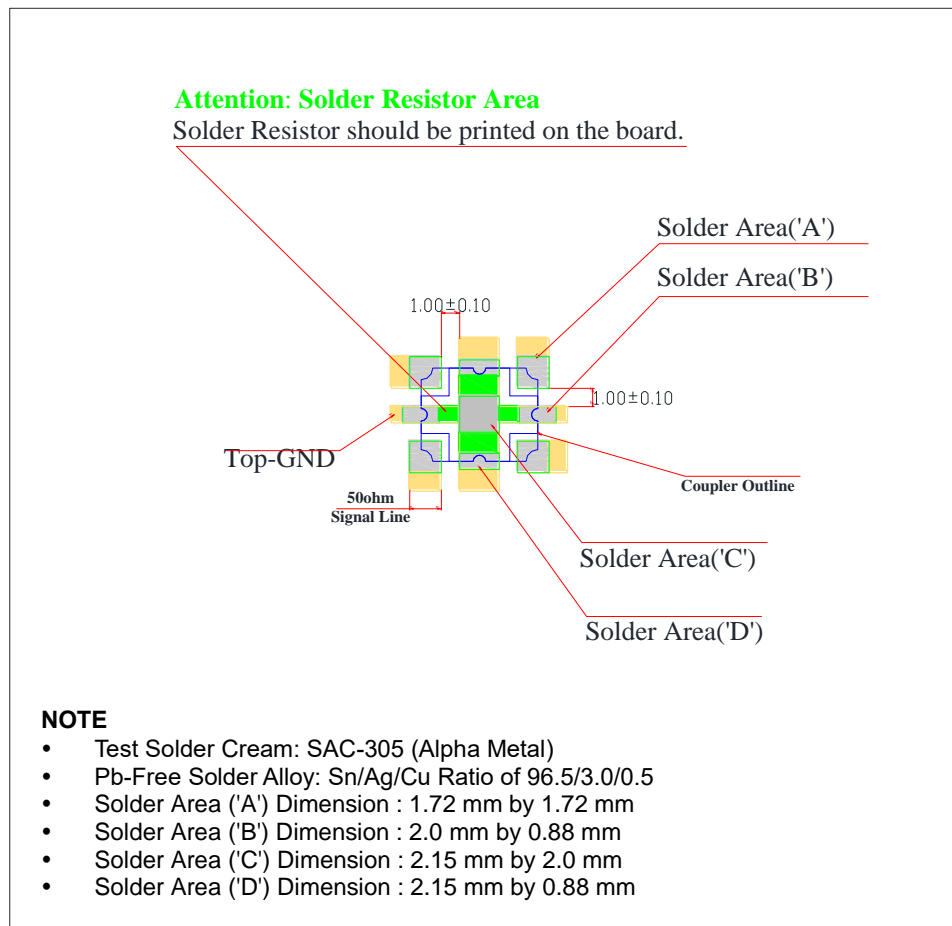 Attention: Solder Resistor Area
Solder Resistor should be printed on the board.
Solder Area('A')
Solder Area('B')
1.00±0.10
1.00±0.10
Top-GND
50ohm
Signal Line
Coupler Outline
Solder Area('C')
Solder Area('D')
NOTE
• Test Solder Cream: SAC-305 (Alpha Metal)
• Pb-Free Solder Alloy: Sn/Ag/Cu Ratio of 96.5/3.0/0.5
• Solder Area ('A') Dimension : 1.72 mm by 1.72 mm
• Solder Area ('B') Dimension : 2.0 mm by 0.88 mm
• Solder Area ('C') Dimension : 2.15 mm by 2.0 mm
• Solder Area ('D') Dimension : 2.15 mm by 0.88 mm